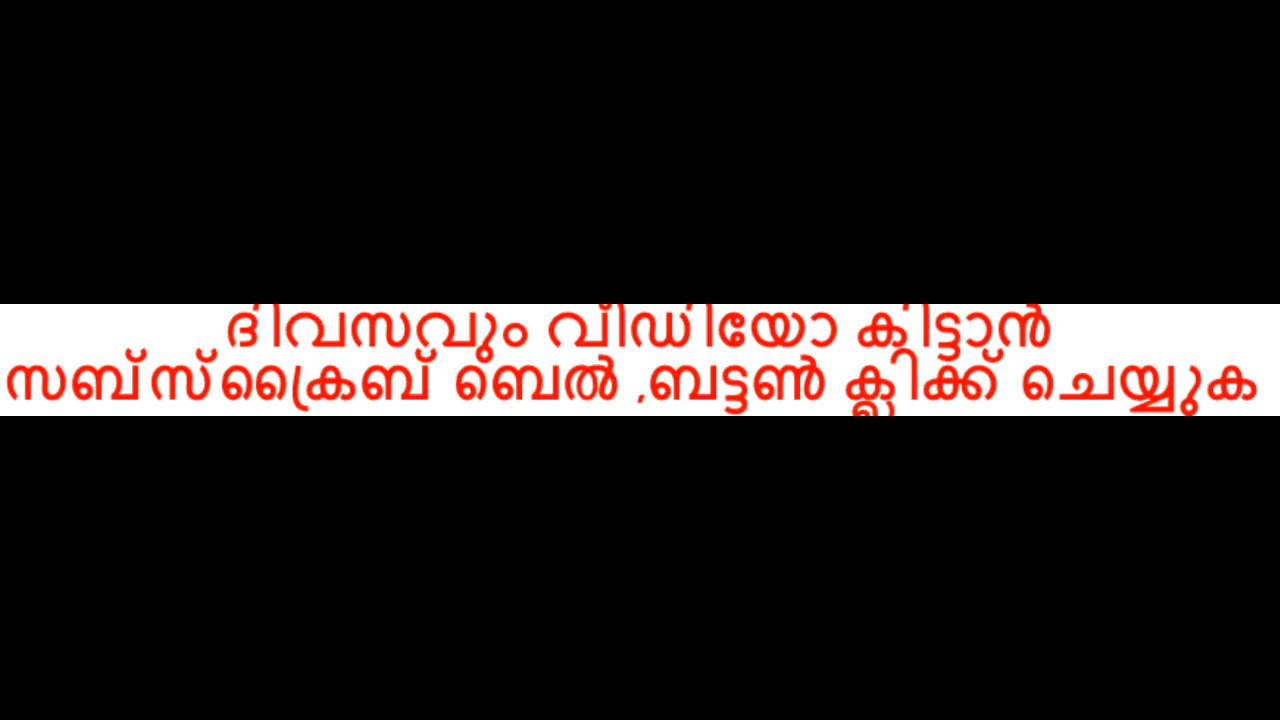 ദിവസവും വീഡിയോ കിട്ടാൻ
സബ്സ്ക്രൈബ് ബെൽ ,ബട്ടൺ ക്ലിക്ക് ചെയ്യുക